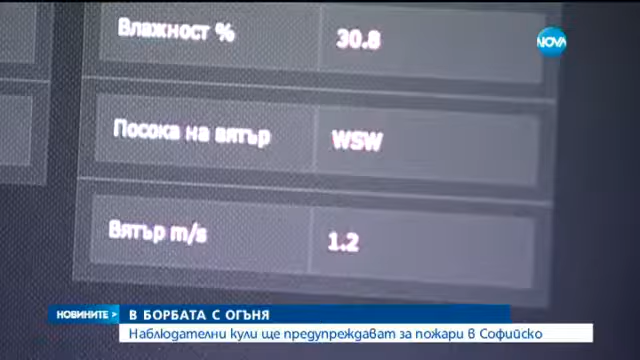 Влажност % 30.8
NOVA
Посока на вятър WSW
Вятър m/s 1.2
НОВИНИТЕ > В БОРБАТА С ОГЪНЯ
Наблюдателни кули ще предупреждават за пожари в Софийско